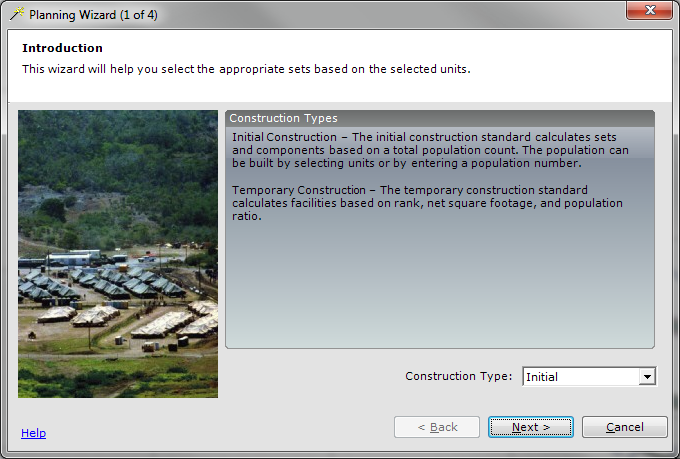 Planning Wizard (1 of 4)
Introduction
This wizard will help you select the appropriate sets based on the selected units.
Construction Types
Initial Construction – The initial construction standard calculates sets
and components based on a total population count. The population can
be built by selecting units or by entering a population number.
Temporary Construction – The temporary construction standard
calculates facilities based on rank, net square footage, and population
ratio.
Construction Type: Initial
Help
< Back Next > Cancel